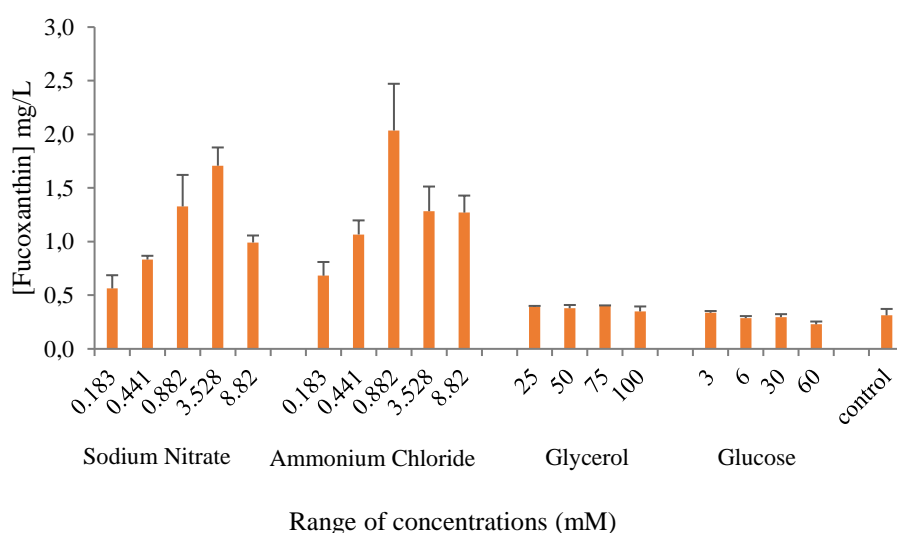 [Fucoxanthin] mg/L
3,0
2,5
2,0
1,5
1,0
0,5
0,0
0.183 0.441 0.882 3.528 8.82 0.183 0.441 0.882 3.528 8.82 25 50 75 100 3 6 30 60 control
Sodium Nitrate Ammonium Chloride Glycerol Glucose
Range of concentrations (mM)